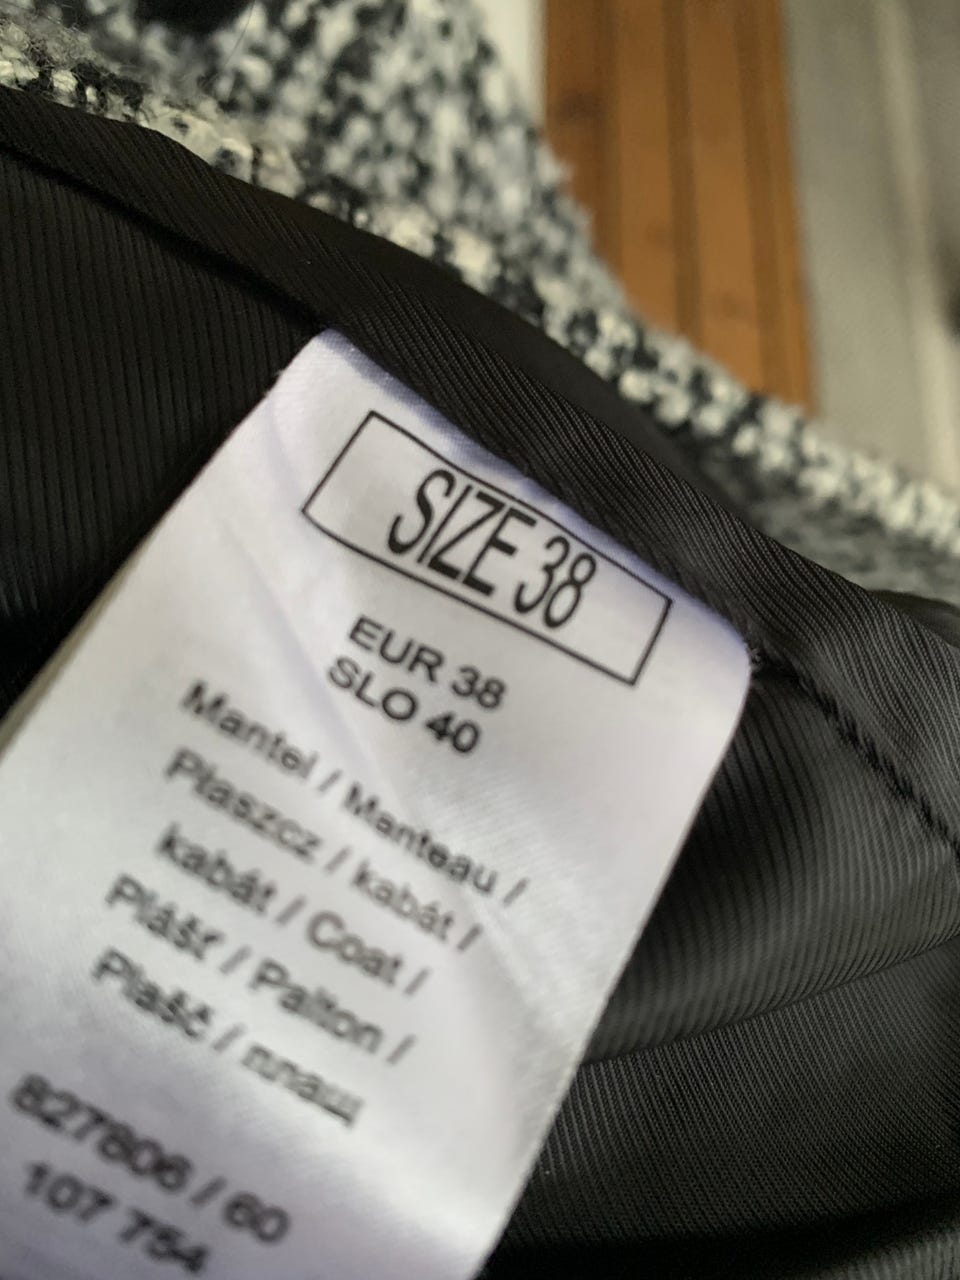 SIZE 38
EUR 38
SLO 40
Mantel / Manteau /
Płaszcz / kabát /
kabát / Coat /
Plášť / Palton /
Plašč / плащ
827806 / 60
107 754